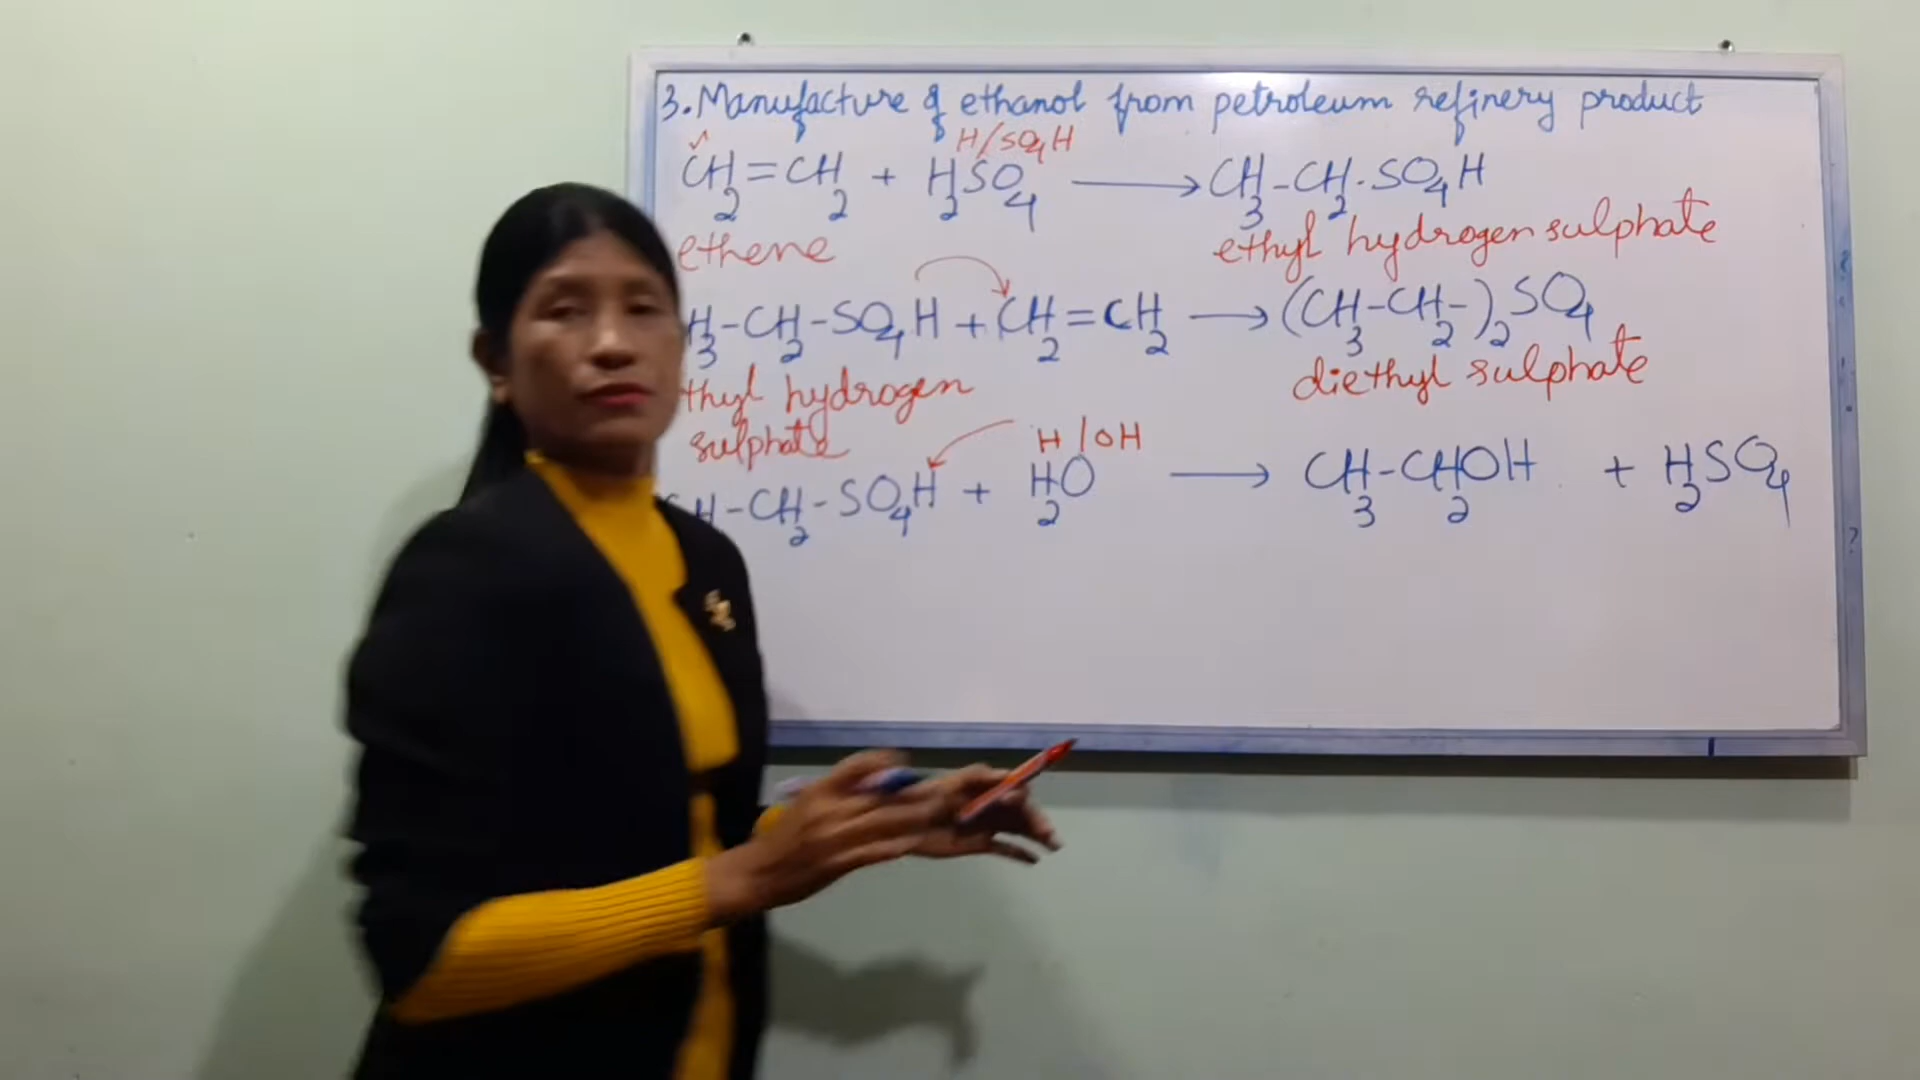 3. Manufacture of ethanol from petroleum refinery product
H/SO4H
CH2=CH2 + H2SO4 → CH3-CH2.SO4H
ethene ethyl hydrogen sulphate
H3-CH2-SO4H + CH2=CH2 → (CH3-CH2-)2SO4
thyl hydrogen diethyl sulphate
sulphate H/OH
H-CH2-SO4H + H2O → CH3-CH2OH + H2SO4